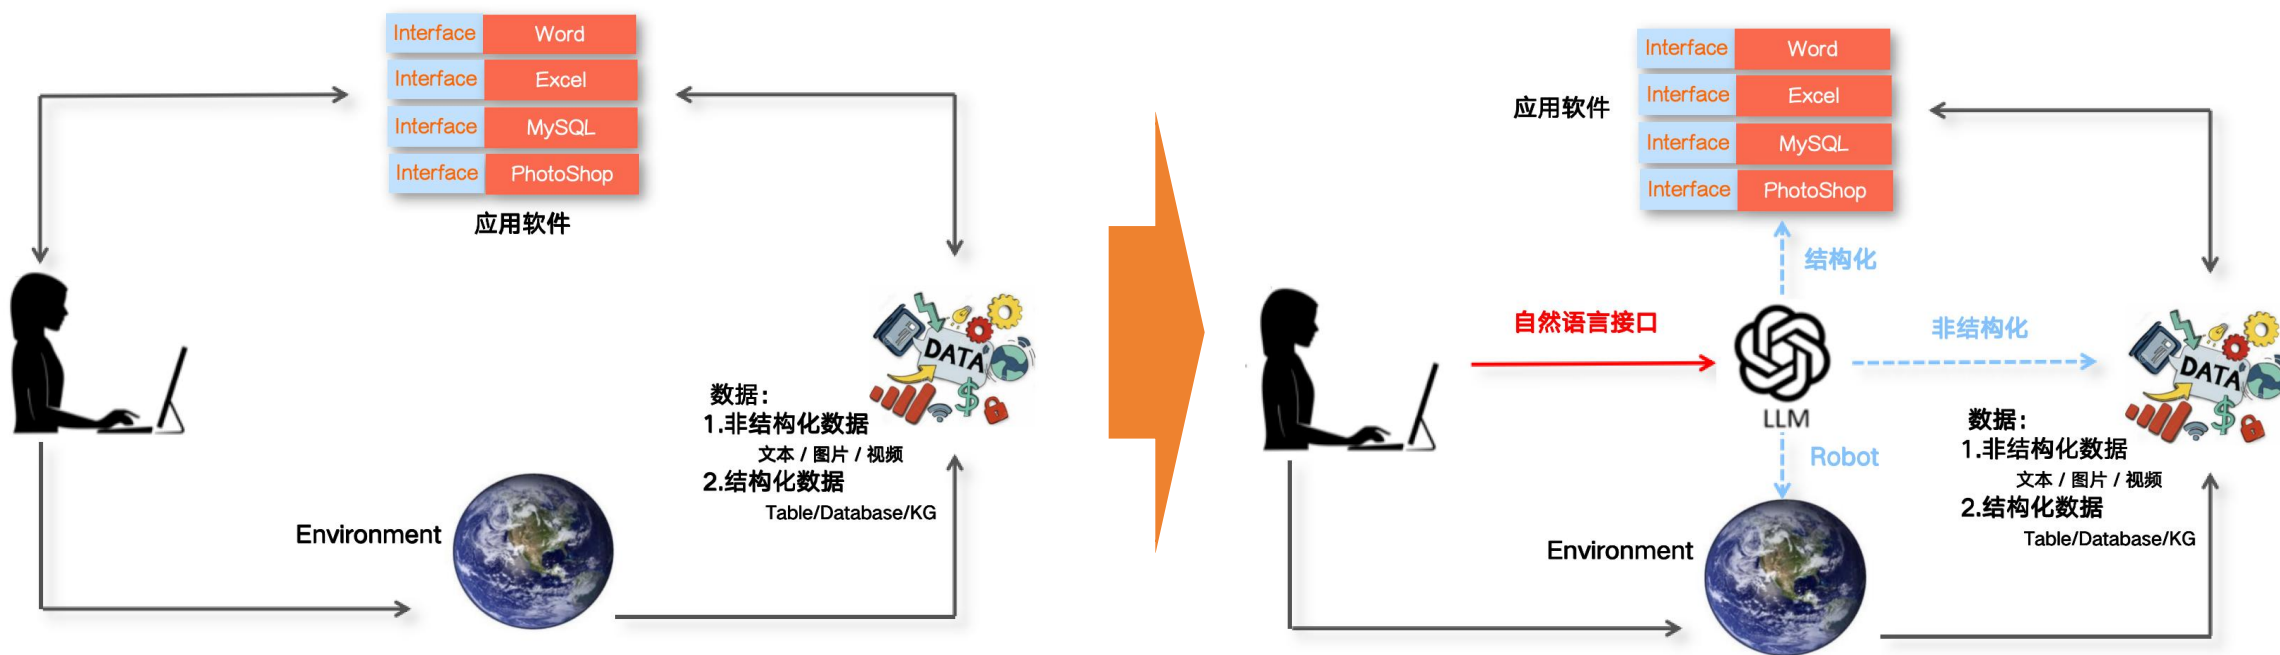 Interface Word
Interface Excel
Interface MySQL
Interface PhotoShop
应用软件
DATA
数据：
1.非结构化数据
文本 / 图片 / 视频
2.结构化数据
Table/Database/KG
Environment
Interface Word
Interface Excel
应用软件
Interface MySQL
Interface PhotoShop
结构化
自然语言接口
非结构化
DATA
LLM
数据：
1.非结构化数据
Robot
文本 / 图片 / 视频
2.结构化数据
Table/Database/KG
Environment